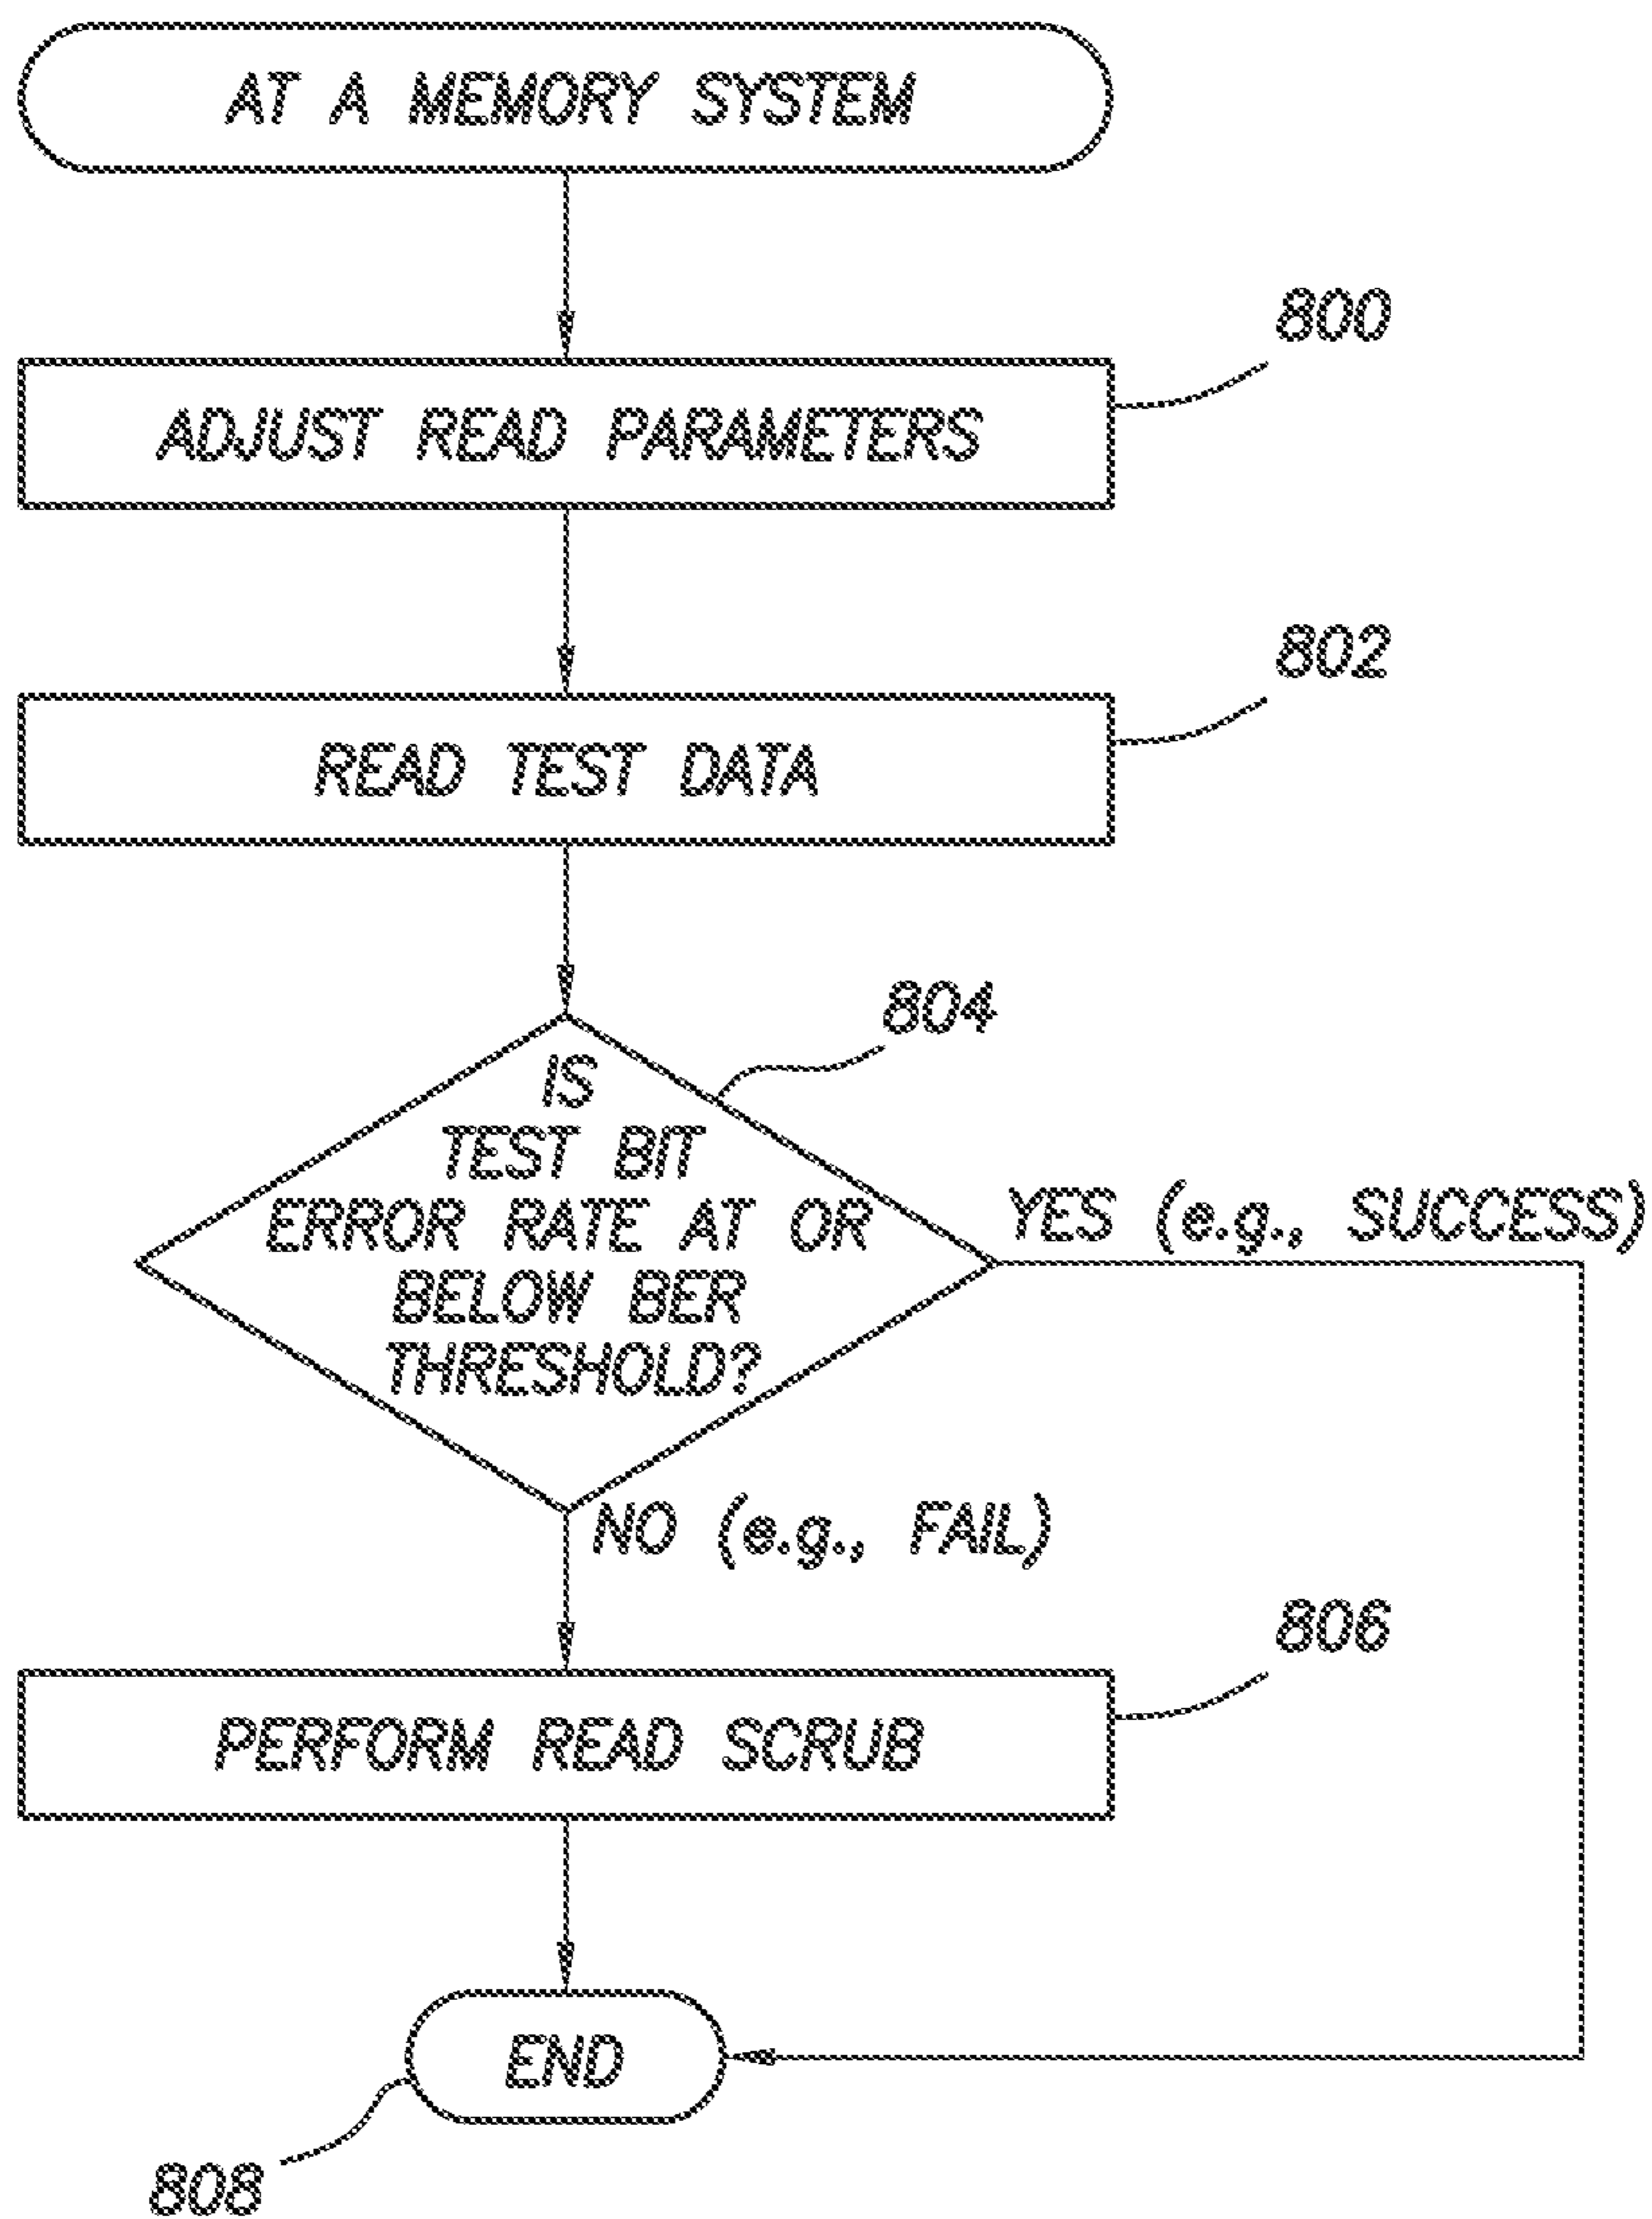 AT A MEMORY SYSTEM
800
ADJUST READ PARAMETERS
802
READ TEST DATA
804
IS
TEST BIT
ERROR RATE AT OR
BELOW BER
THRESHOLD?
YES (e.g., SUCCESS)
NO (e.g., FAIL)
806
PERFORM READ SCRUB
END
808